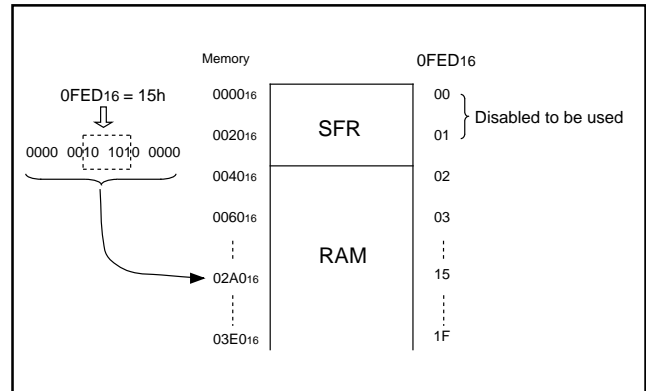 Memory 0FED16
0FED16 = 15h 000016 00
002016 SFR 01 Disabled to be used
0000 0010 1010 0000
004016 02
006016 03
RAM
02A016 15
03E016 1F